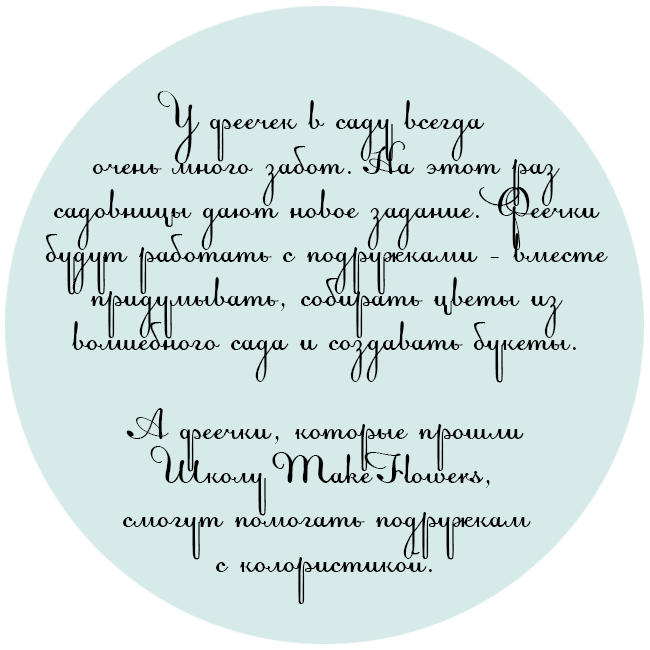 У феечек в саду всегда
очень много забот. На этот раз
садовницы дают новое задание. Феечки
будут работать с подружками - вместе
придумывать, собирать цветы из
волшебного сада и создавать букеты.
А феечки, которые прошли
Школу MakeFlowers,
смогут помогать подружкам
с колористикой.